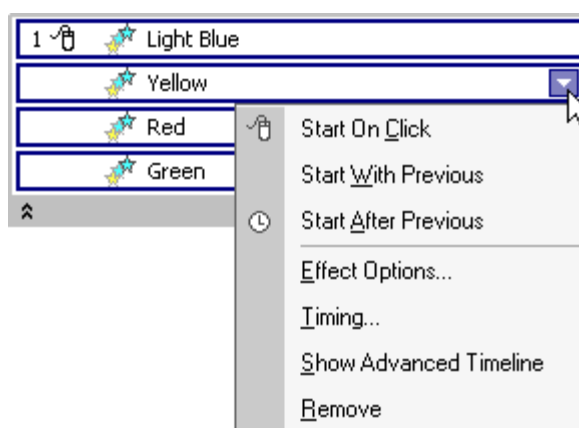 1 Light Blue
Yellow
Red
Start On Click
Start With Previous
Green
Start After Previous
Effect Options...
Timing...
Show Advanced Timeline
Remove